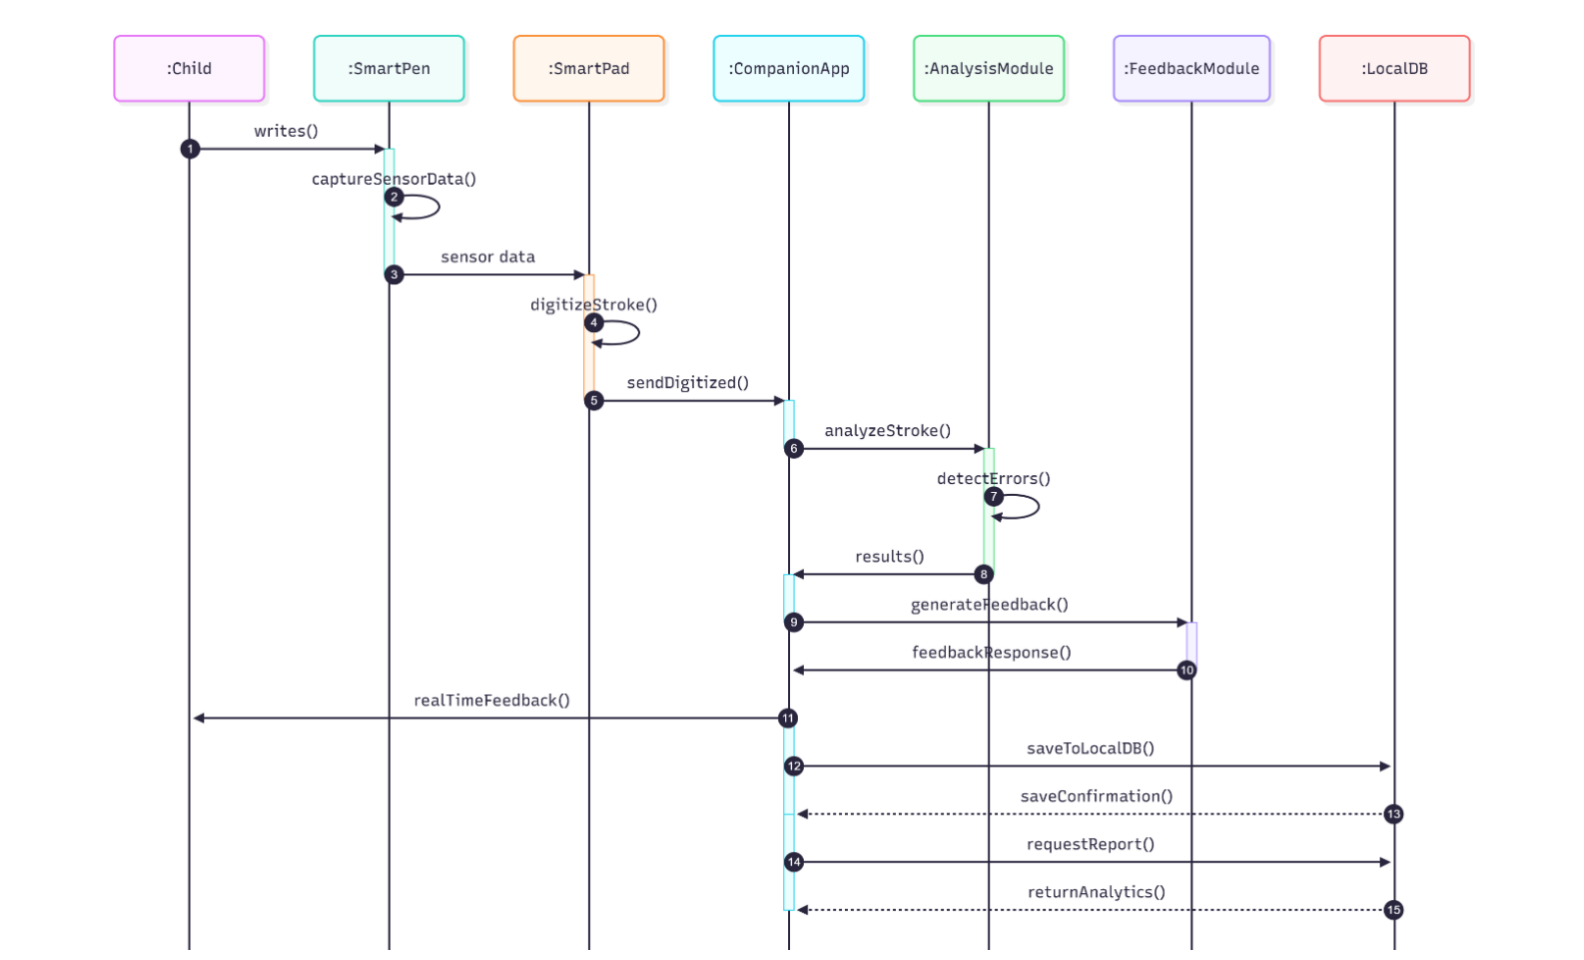 :Child
:SmartPen
:SmartPad
:CompanionApp
:AnalysisModule
:FeedbackModule
:LocalDB
writes()
1
captureSensorData()
2
sensor data
3
digitizeStroke()
4
sendDigitized()
5
analyzeStroke()
6
detectErrors()
7
results()
8
generateFeedback()
9
feedbackResponse()
10
realTimeFeedback()
11
saveToLocalDB()
12
saveConfirmation()
13
requestReport()
14
returnAnalytics()
15